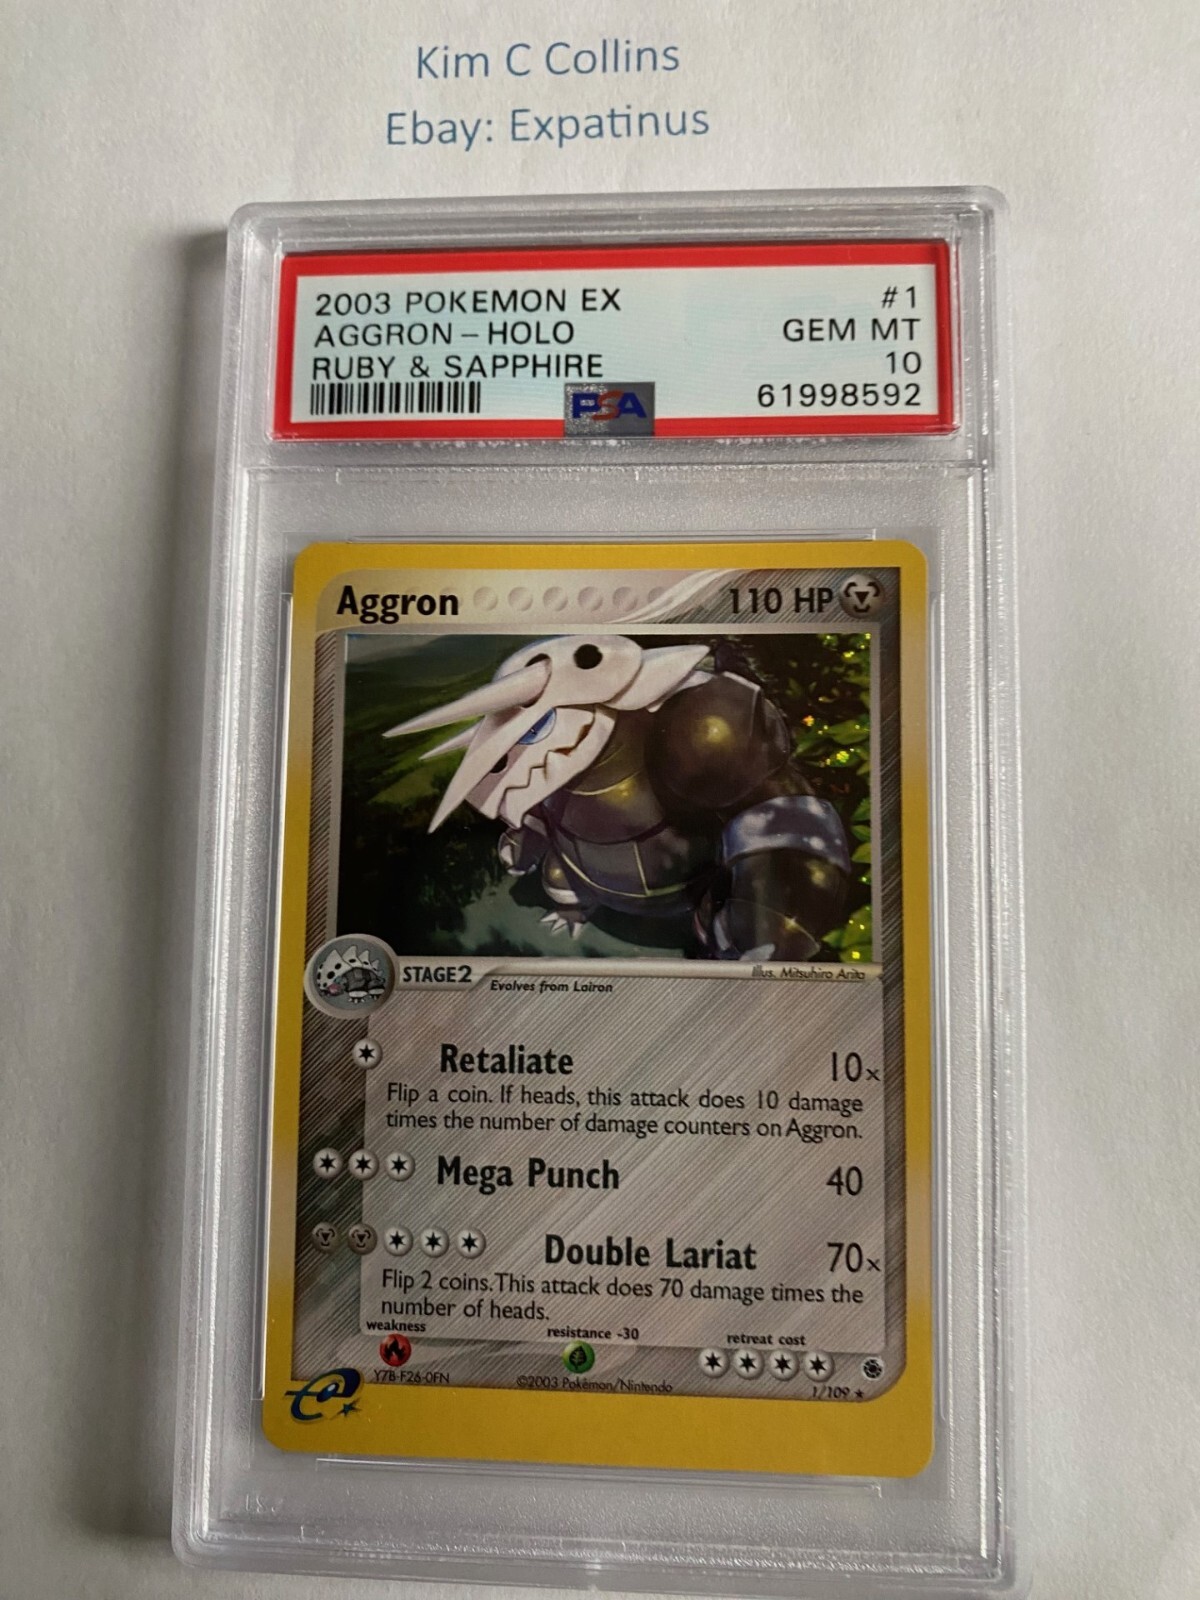 Kim C Collins
Ebay: Expatinus
2003 POKEMON EX #1
AGGRON - HOLO GEM MT
RUBY & SAPPHIRE 10
PSA 61998592
Aggron 110 HP
STAGE2 Evolves from Lairon Illus. Mitsuhiro Arita
Retaliate 10x
Flip a coin. If heads, this attack does 10 damage
times the number of damage counters on Aggron.
Mega Punch 40
Double Lariat 70x
Flip 2 coins. This attack does 70 damage times the
number of heads.
weakness resistance -30 retreat cost
Y7B-F26-0FN ©2003 Pokémon/Nintendo 1/109 ★
e